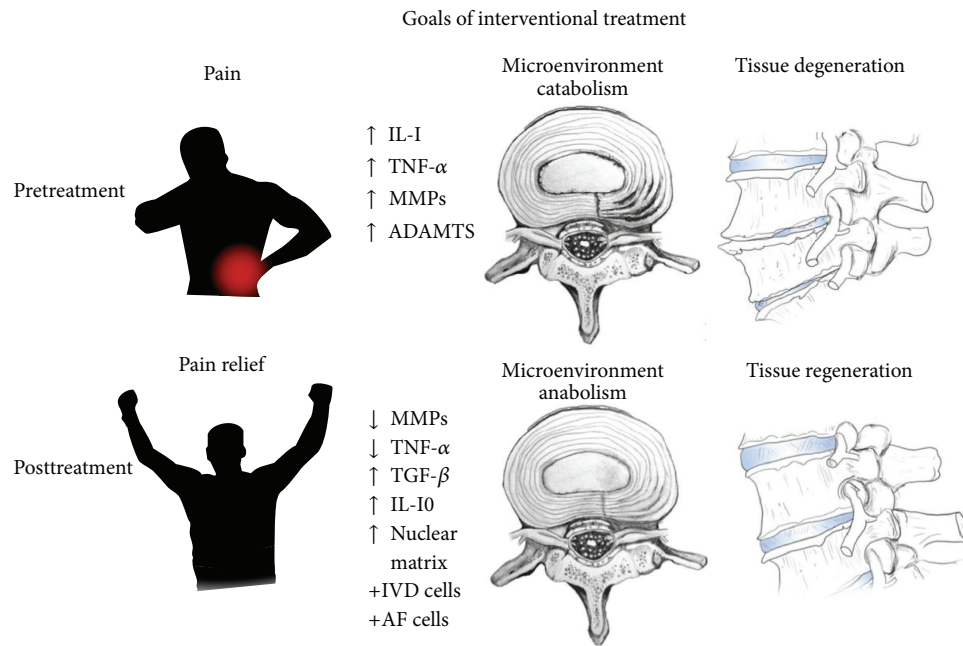 Goals of interventional treatment
Pain
Microenvironment
catabolism
Tissue degeneration
Pretreatment
↑ IL-I
↑ TNF-α
↑ MMPs
↑ ADAMTS
Pain relief
Microenvironment
anabolism
Tissue regeneration
Posttreatment
↓ MMPs
↓ TNF-α
↑ TGF-β
↑ IL-I0
↑ Nuclear
matrix
+IVD cells
+AF cells